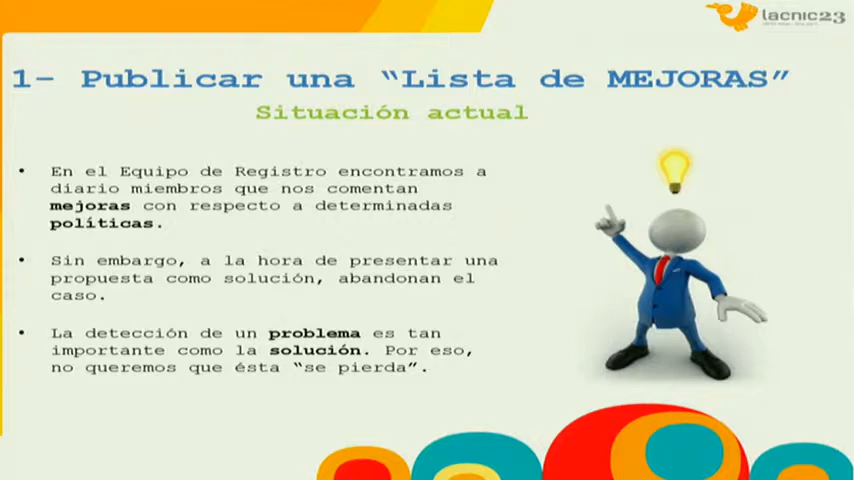 lacnic23
1- Publicar una “Lista de MEJORAS”
Situación actual
• En el Equipo de Registro encontramos a
diario miembros que nos comentan
mejoras con respecto a determinadas
políticas.
• Sin embargo, a la hora de presentar una
propuesta como solución, abandonan el
caso.
• La detección de un problema es tan
importante como la solución. Por eso,
no queremos que ésta “se pierda”.